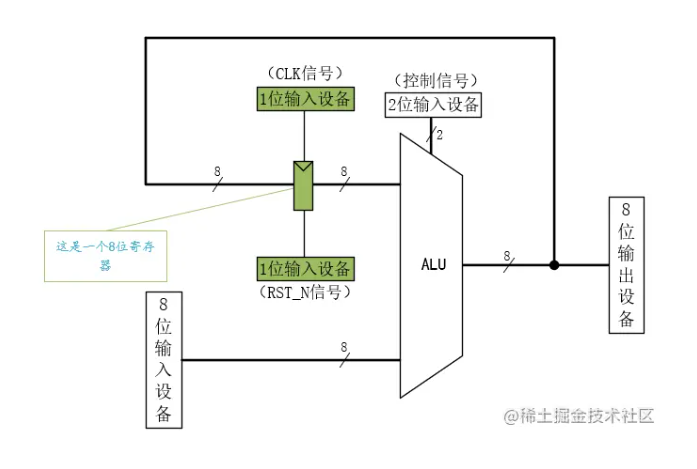 (CLK信号)
1位输入设备
(控制信号)
2位输入设备
2
8
8
这是一个8位寄存
器
1位输入设备
(RST_N信号)
ALU
8
8
位
输
出
设
备
8
位
输
入
设
备
8
@稀土掘金技术社区